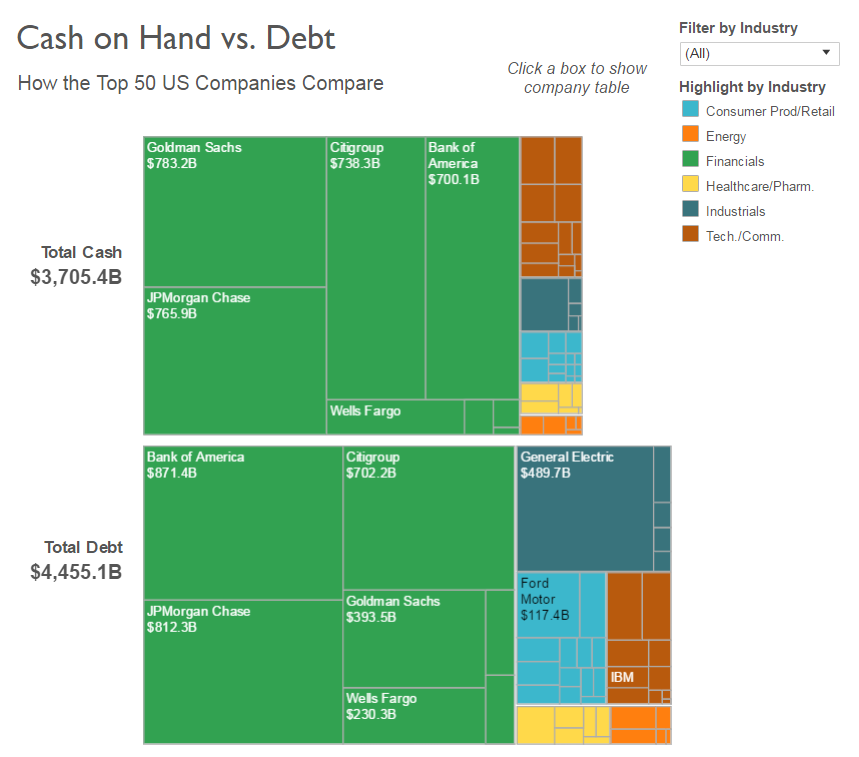 Cash on Hand vs. Debt
How the Top 50 US Companies Compare
Click a box to show
company table
Filter by Industry
(All)
Highlight by Industry
Consumer Prod/Retail
Energy
Financials
Healthcare/Pharm.
Industrials
Tech./Comm.
Total Cash
$3,705.4B
Goldman Sachs
$783.2B
Citigroup
$738.3B
Bank of
America
$700.1B
JPMorgan Chase
$765.9B
Wells Fargo
Total Debt
$4,455.1B
Bank of America
$871.4B
Citigroup
$702.2B
General Electric
$489.7B
JPMorgan Chase
$812.3B
Goldman Sachs
$393.5B
Wells Fargo
$230.3B
Ford
Motor
$117.4B
IBM